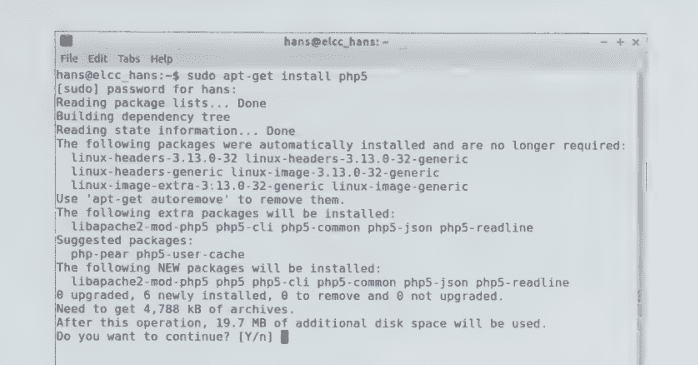 hans@elcc_hans: ~
File Edit Tabs Help
hans@elcc_hans:~$ sudo apt-get install php5
[sudo] password for hans:
Reading package lists... Done
Building dependency tree
Reading state information... Done
The following packages were automatically installed and are no longer required:
linux-headers-3.13.0-32 linux-headers-3.13.0-32-generic
linux-headers-generic linux-image-3.13.0-32-generic
linux-image-extra-3.13.0-32-generic linux-image-generic
Use 'apt-get autoremove' to remove them.
The following extra packages will be installed:
libapache2-mod-php5 php5-cli php5-common php5-json php5-readline
Suggested packages:
php-pear php5-user-cache
The following NEW packages will be installed:
libapache2-mod-php5 php5 php5-cli php5-common php5-json php5-readline
0 upgraded, 6 newly installed, 0 to remove and 0 not upgraded.
Need to get 4,788 kB of archives.
After this operation, 19.7 MB of additional disk space will be used.
Do you want to continue? [Y/n]